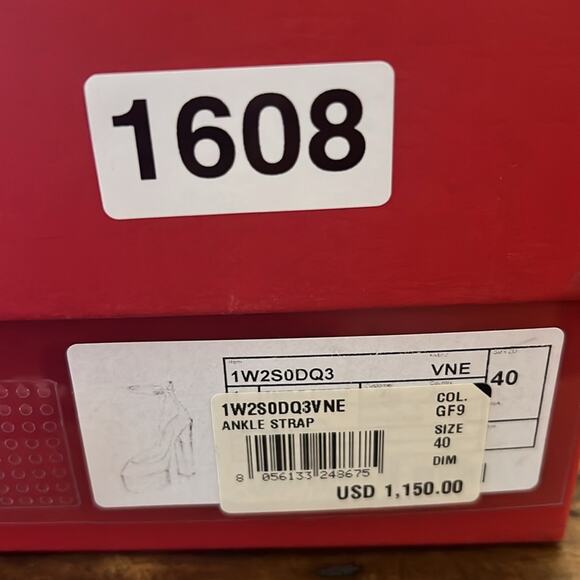 1608
1W2S0DQ3 VNE 40
1W2S0DQ3VNE COL.
ANKLE STRAP GF9
SIZE
40
DIM
8 056133 248675
USD 1,150.00